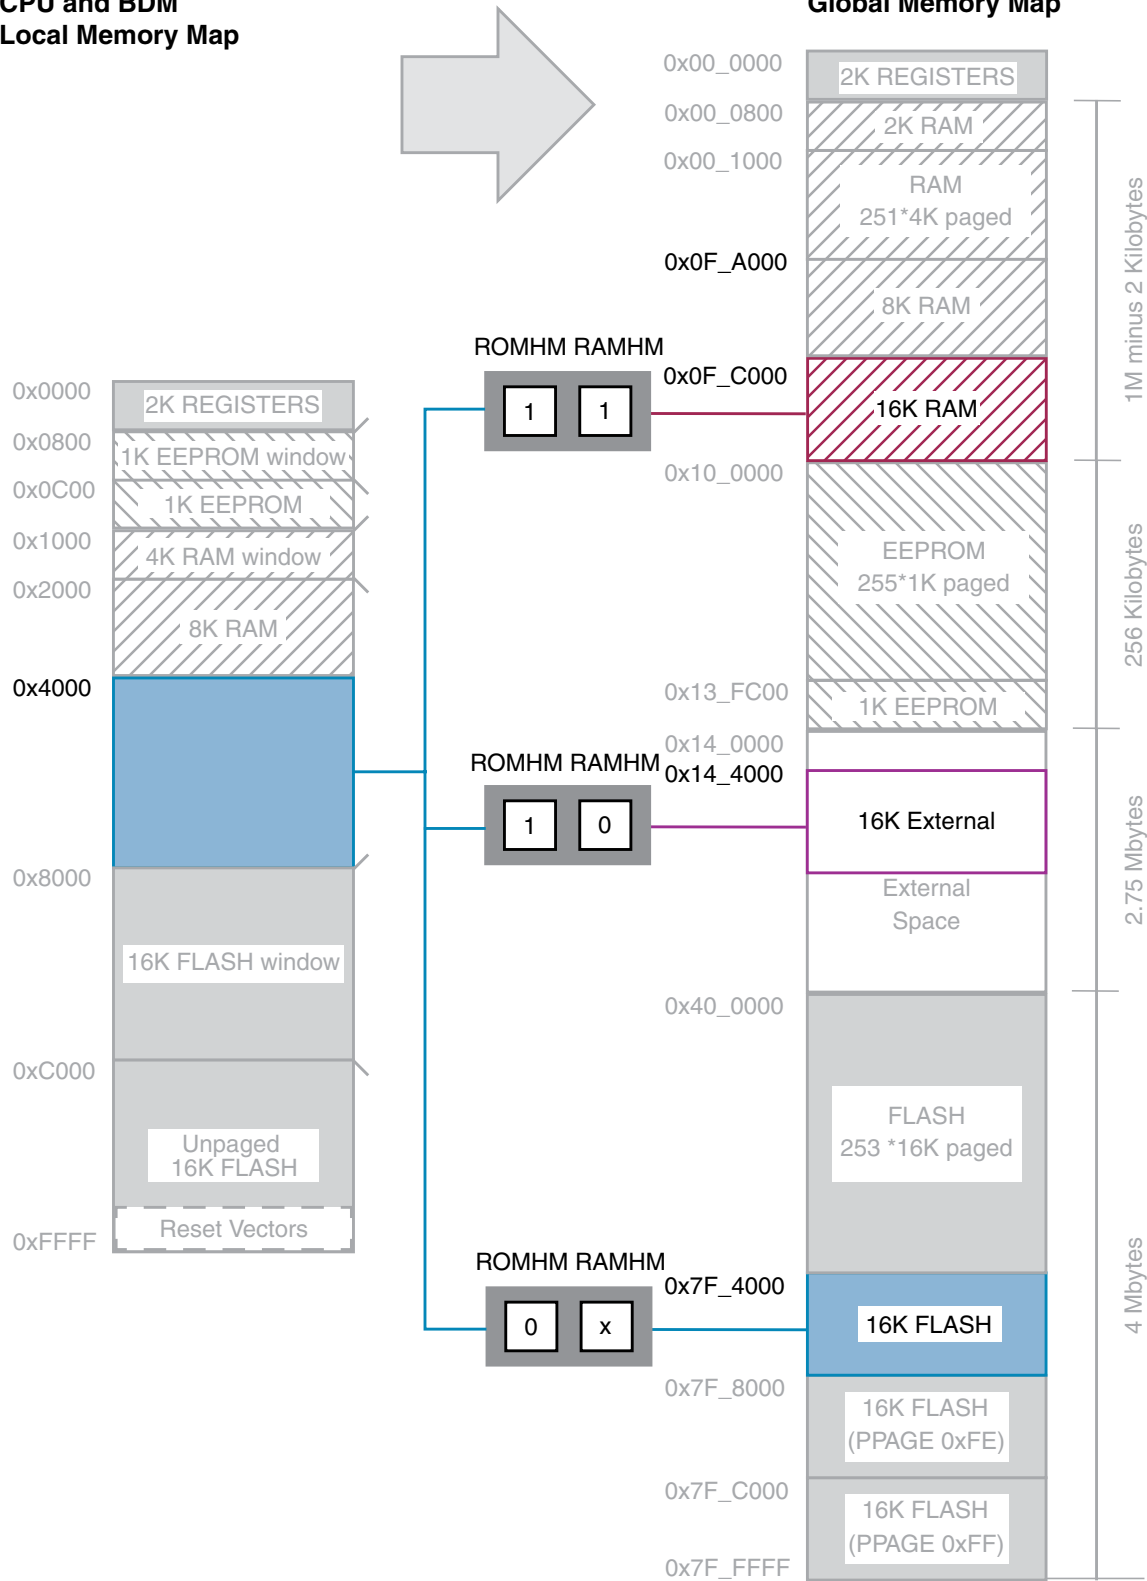 CPU and BDM
Local Memory Map
Global Memory Map
0x00_0000
2K REGISTERS
0x00_0800
2K RAM
0x00_1000
RAM
251*4K paged
0x0F_A000
8K RAM
1M minus 2 Kilobytes
ROMHM RAMHM
1 1
0x0F_C000
16K RAM
0x10_0000
EEPROM
255*1K paged
256 Kilobytes
0x13_FC00
1K EEPROM
0x14_0000
ROMHM RAMHM
1 0
0x14_4000
16K External
External
Space
2.75 Mbytes
0x40_0000
FLASH
253 *16K paged
ROMHM RAMHM
0 x
0x7F_4000
16K FLASH
4 Mbytes
0x7F_8000
16K FLASH
(PPAGE 0xFE)
0x7F_C000
16K FLASH
(PPAGE 0xFF)
0x7F_FFFF
0x0000
2K REGISTERS
0x0800
1K EEPROM window
0x0C00
1K EEPROM
0x1000
4K RAM window
0x2000
8K RAM
0x4000
0x8000
16K FLASH window
0xC000
Unpaged
16K FLASH
Reset Vectors
0xFFFF